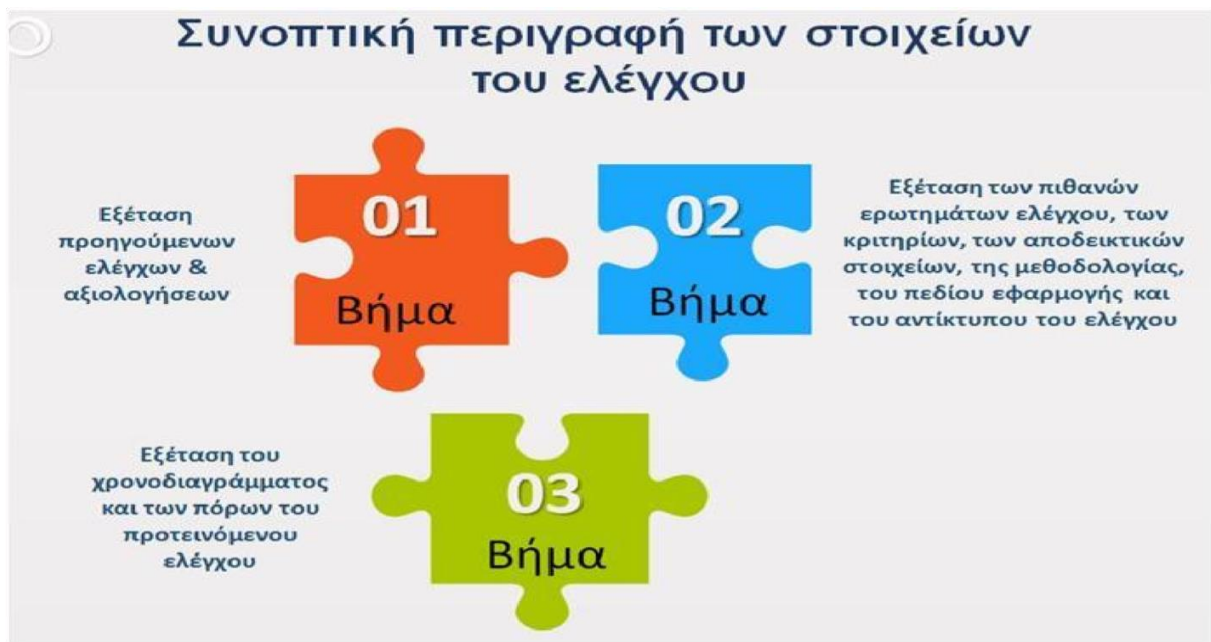 Συνοπτική περιγραφή των στοιχείων
του ελέγχου
Εξέταση
προηγούμενων
ελέγχων &
αξιολογήσεων
01
Βήμα
02
Βήμα
Εξέταση των πιθανών
ερωτημάτων ελέγχου, των
κριτηρίων, των αποδεικτικών
στοιχείων, της μεθοδολογίας,
του πεδίου εφαρμογής και
του αντίκτυπου του ελέγχου
Εξέταση του
χρονοδιαγράμματος
και των πόρων του
προτεινόμενου
ελέγχου
03
Βήμα